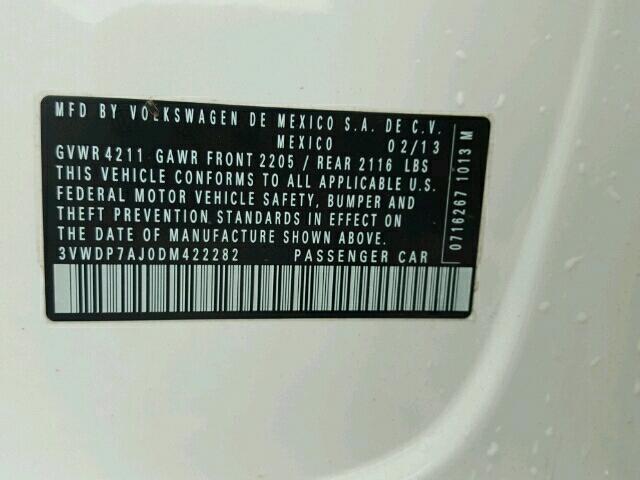 MFD BY VOLKSWAGEN DE MEXICO S.A. DE C.V.
MEXICO 02/13
GVWR 4211 GAWR FRONT 2205 / REAR 2116 LBS
THIS VEHICLE CONFORMS TO ALL APPLICABLE U.S.
FEDERAL MOTOR VEHICLE SAFETY, BUMPER AND
THEFT PREVENTION STANDARDS IN EFFECT ON
THE DATE OF MANUFACTURE SHOWN ABOVE.
3VWDP7AJ0DM422282 PASSENGER CAR
0716267 1013 M